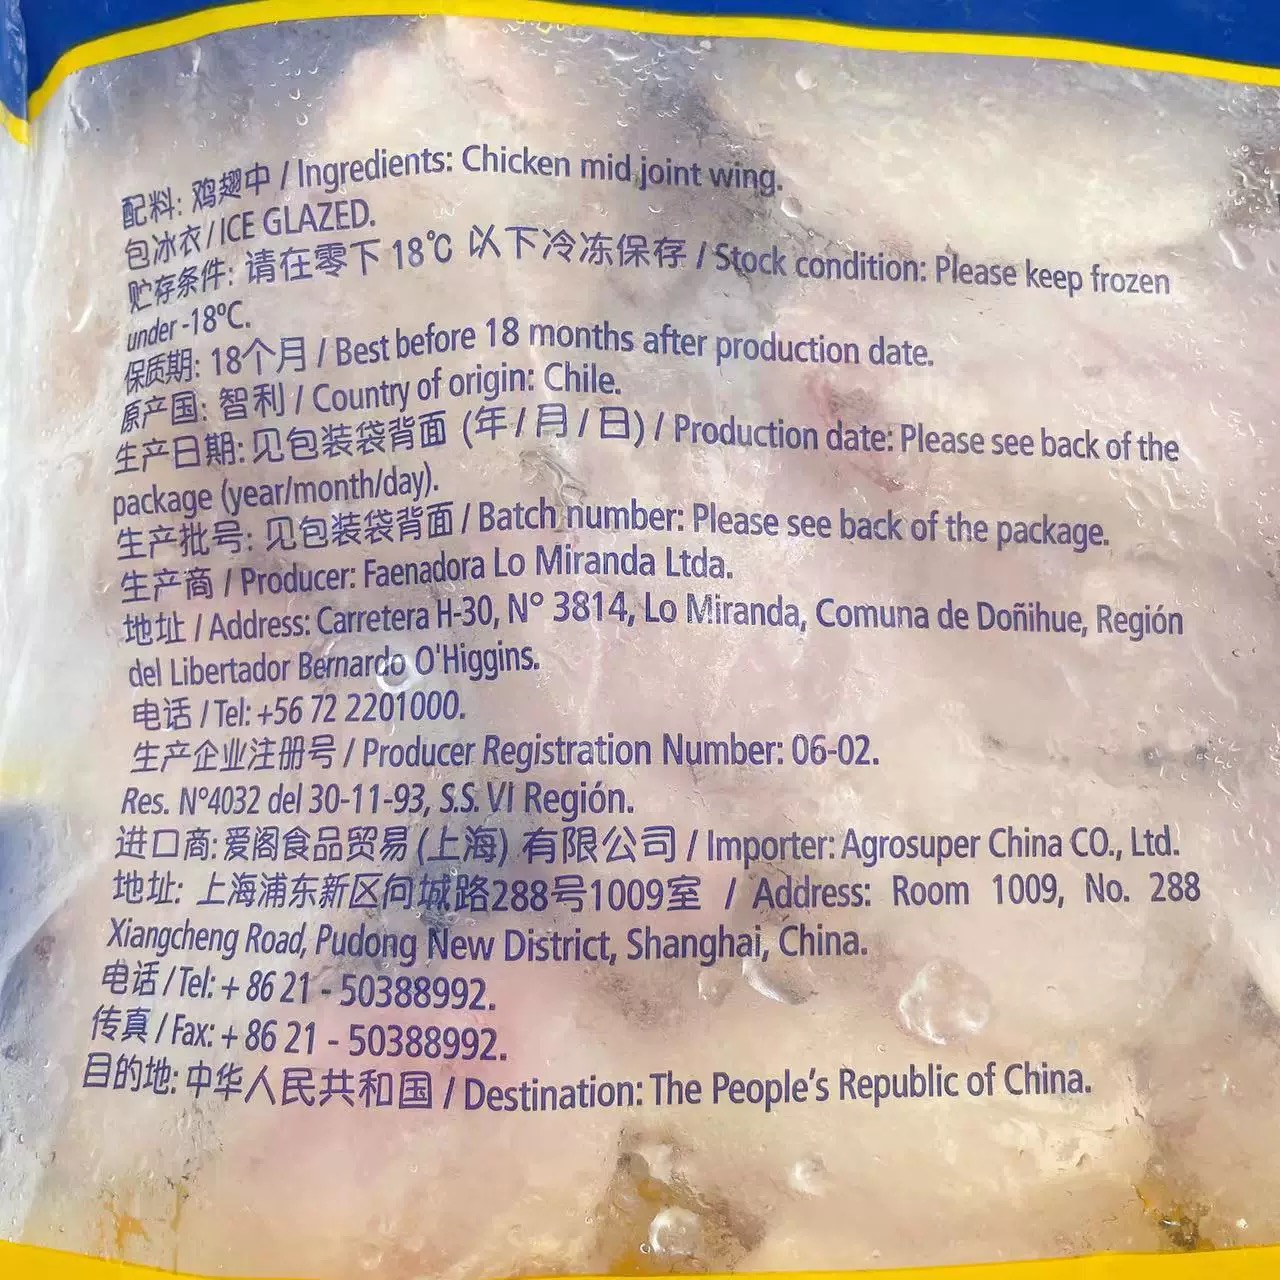 配料: 鸡翅中 / Ingredients: Chicken mid joint wing.
包冰衣/ICE GLAZED.
贮存条件: 请在零下 18℃ 以下冷冻保存 / Stock condition: Please keep frozen
under -18ºC.
保质期: 18个月 / Best before 18 months after production date.
原产国: 智利 / Country of origin: Chile.
生产日期: 见包装袋背面 (年 / 月 / 日) / Production date: Please see back of the
package (year/month/day).
生产批号: 见包装袋背面 / Batch number: Please see back of the package.
生产商 / Producer: Faenadora Lo Miranda Ltda.
地址 / Address: Carretera H-30, N° 3814, Lo Miranda, Comuna de Doñihue, Región
del Libertador Bernardo O'Higgins.
电话 / Tel: +56 72 2201000.
生产企业注册号 / Producer Registration Number: 06-02.
Res. N°4032 del 30-11-93, S.S. VI Región.
进口商: 爱阁食品贸易 (上海) 有限公司 / Importer: Agrosuper China CO., Ltd.
地址: 上海浦东新区向城路288号1009室 / Address: Room 1009, No. 288
Xiangcheng Road, Pudong New District, Shanghai, China.
电话 / Tel: + 86 21 - 50388992.
传真 / Fax: + 86 21 - 50388992.
目的地: 中华人民共和国 / Destination: The People's Republic of China.